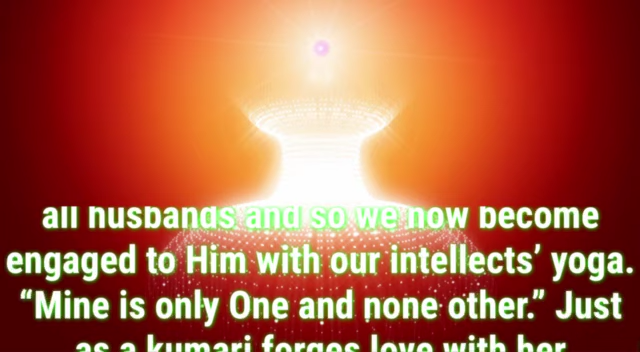 all husbands and so we now become
engaged to Him with our intellects’ yoga.
“Mine is only One and none other.” Just
as a kumari forges love with her